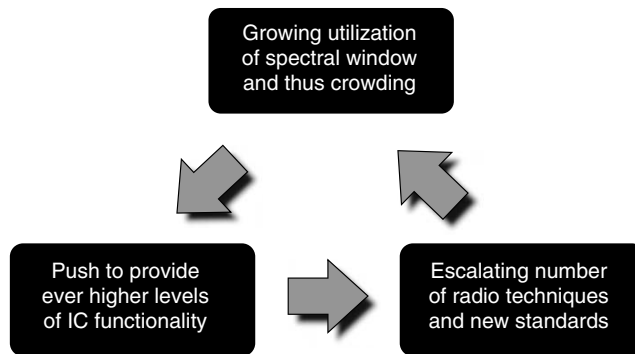 Growing utilization
of spectral window
and thus crowding
Push to provide
ever higher levels
of IC functionality
Escalating number
of radio techniques
and new standards